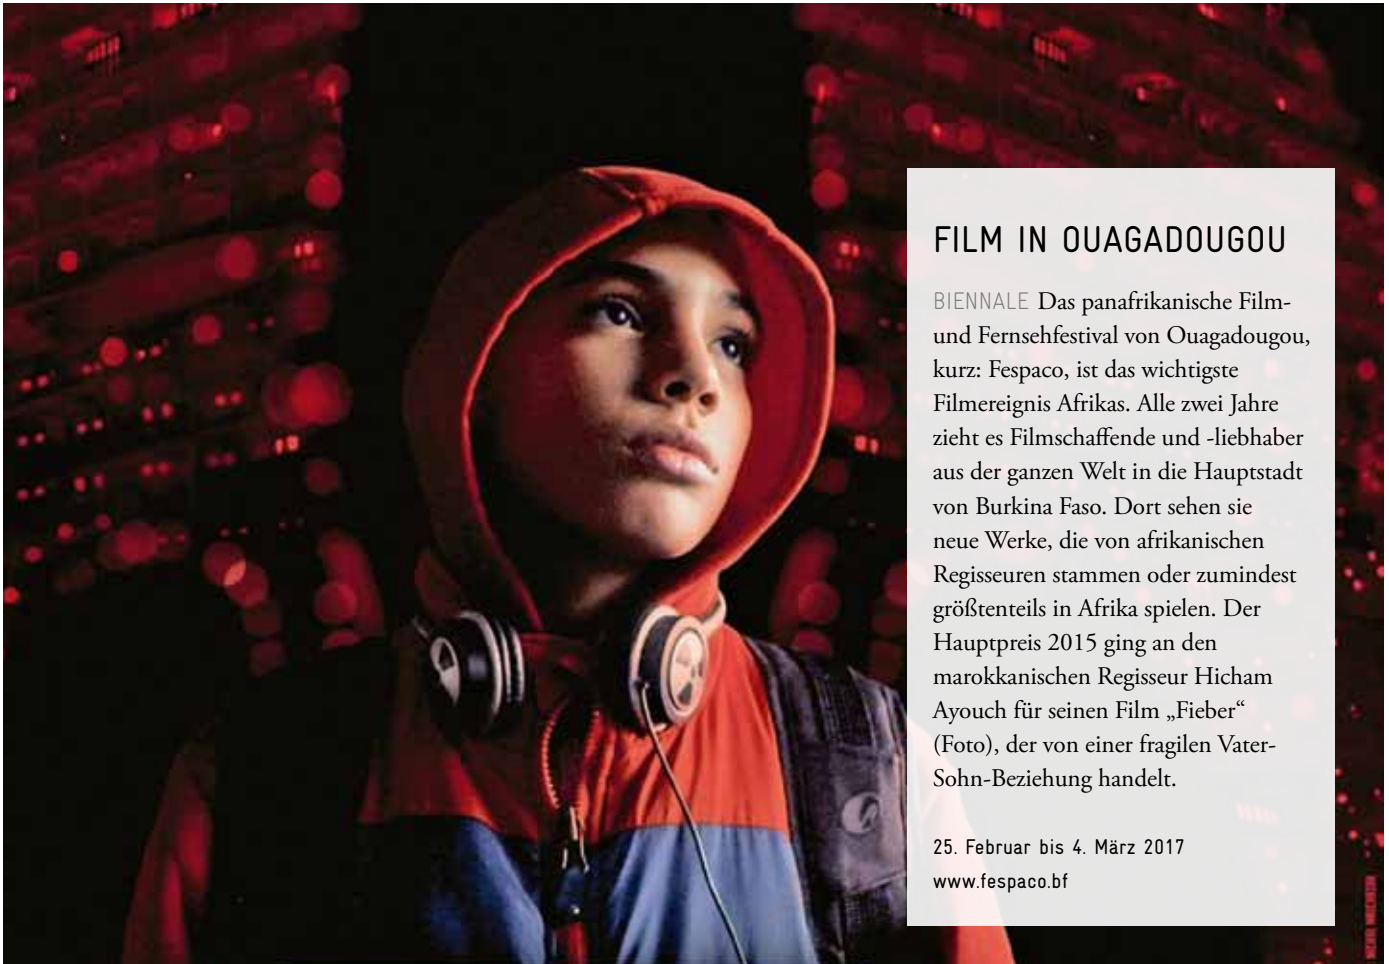 FILM IN OUAGADOUGOU
BIENNALE Das panafrikanische Film-
und Fernsehfestival von Ouagadougou,
kurz: Fespaco, ist das wichtigste
Filmereignis Afrikas. Alle zwei Jahre
zieht es Filmschaffende und -liebhaber
aus der ganzen Welt in die Hauptstadt
von Burkina Faso. Dort sehen sie
neue Werke, die von afrikanischen
Regisseuren stammen oder zumindest
größtenteils in Afrika spielen. Der
Hauptpreis 2015 ging an den
marokkanischen Regisseur Hicham
Ayouch für seinen Film „Fieber“
(Foto), der von einer fragilen Vater-
Sohn-Beziehung handelt.
25. Februar bis 4. März 2017
www.fespaco.bf